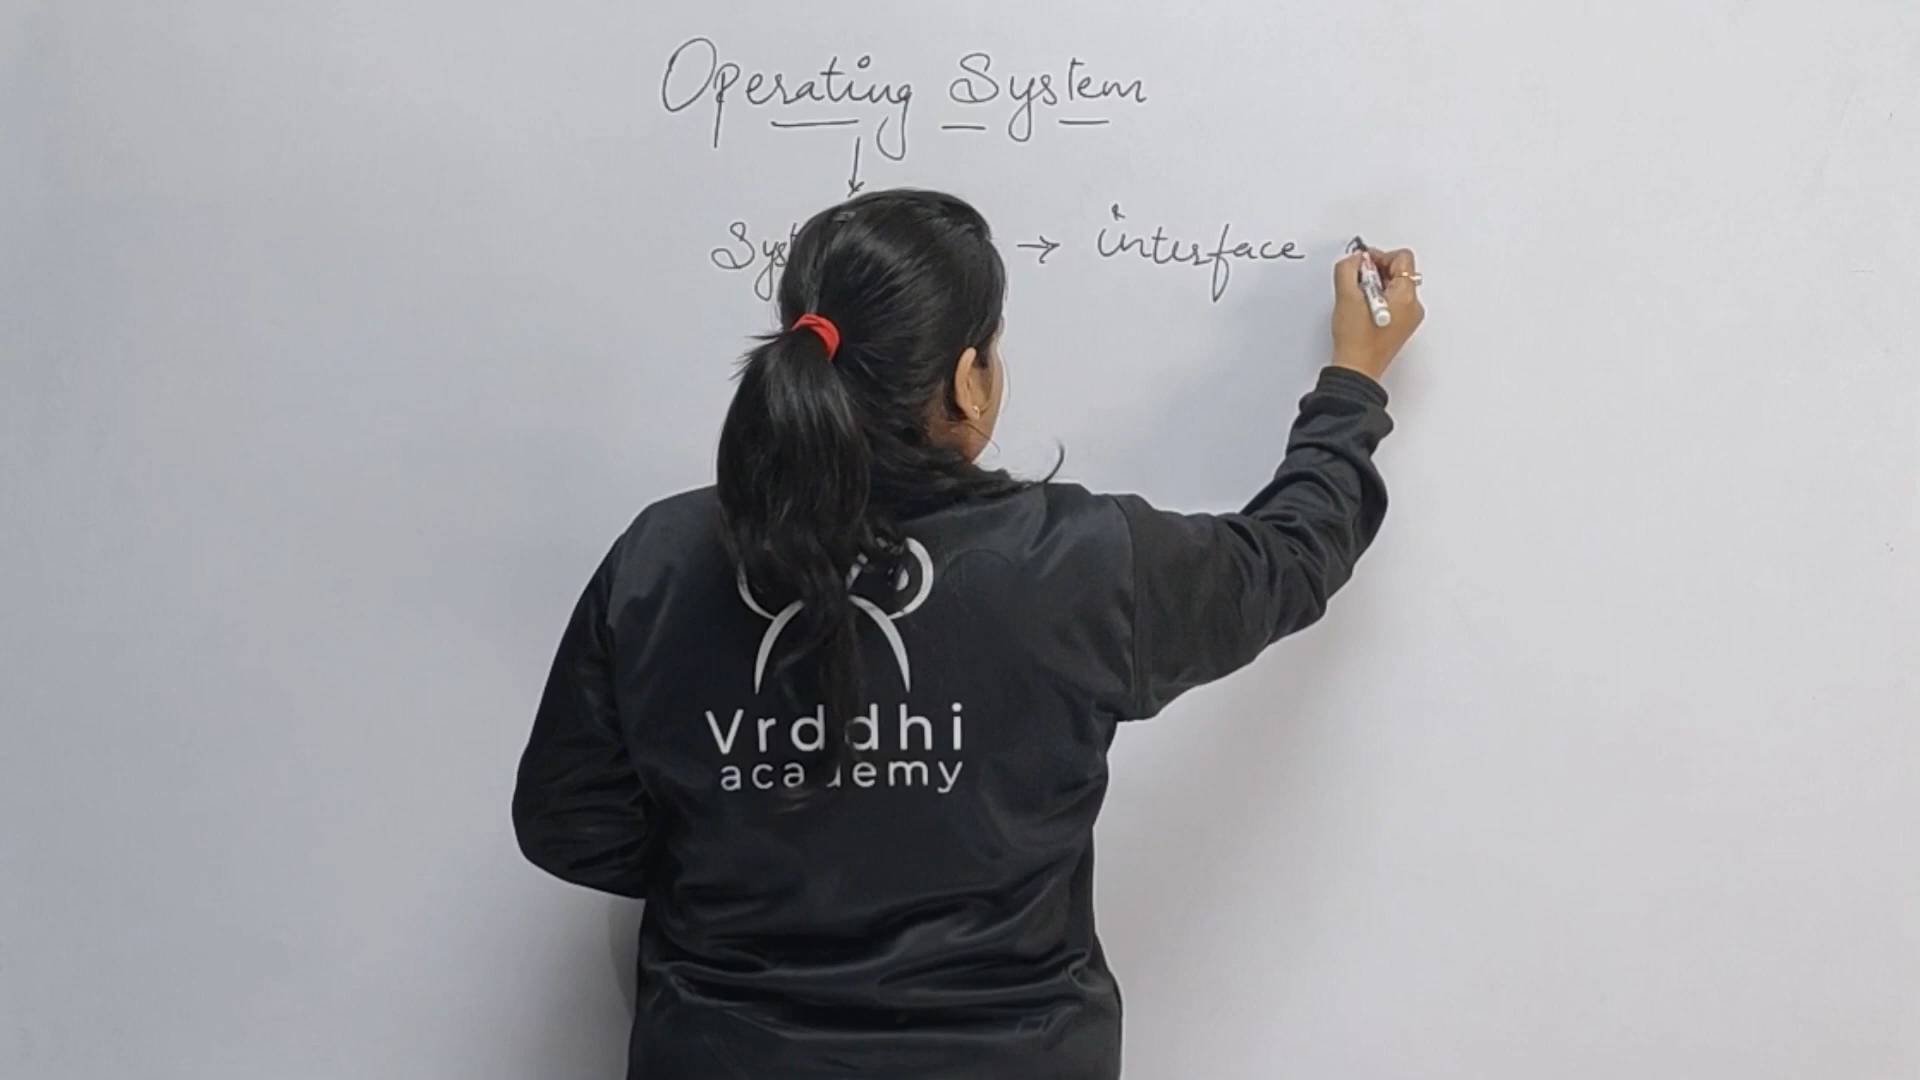 Operating System
→ interface
Vrddhi
academy